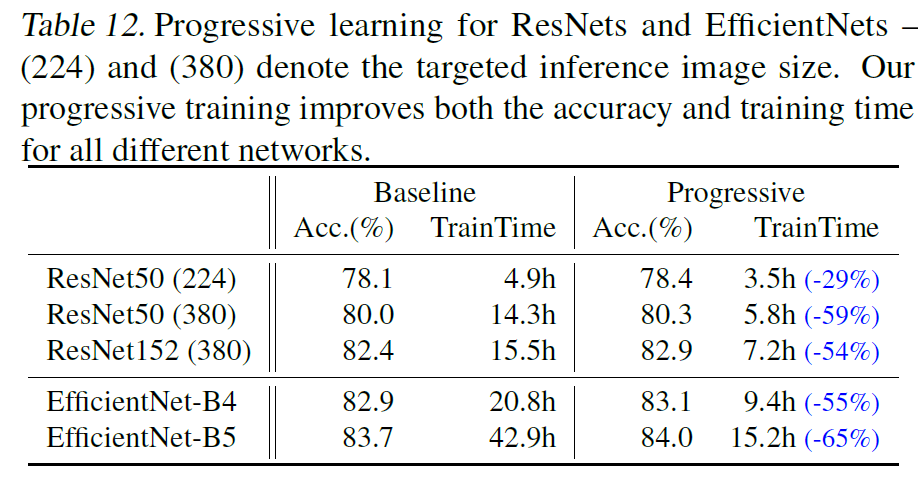 Table 12. Progressive learning for ResNets and EfficientNets –
(224) and (380) denote the targeted inference image size. Our
progressive training improves both the accuracy and training time
for all different networks.
Baseline Progressive
Acc.(%) TrainTime Acc.(%) TrainTime
ResNet50 (224) 78.1 4.9h 78.4 3.5h (-29%)
ResNet50 (380) 80.0 14.3h 80.3 5.8h (-59%)
ResNet152 (380) 82.4 15.5h 82.9 7.2h (-54%)
EfficientNet-B4 82.9 20.8h 83.1 9.4h (-55%)
EfficientNet-B5 83.7 42.9h 84.0 15.2h (-65%)